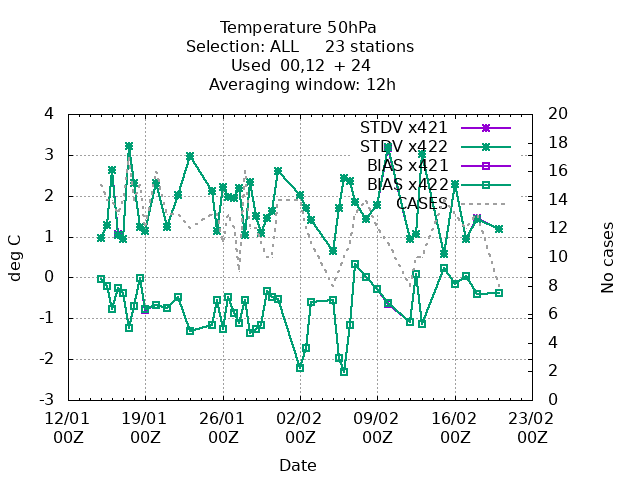 Temperature 50hPa
Selection: ALL 23 stations
Used 00,12 + 24
Averaging window: 12h
STDV x421
STDV x422
BIAS x421
BIAS x422
CASES
deg C
4
3
2
1
0
-1
-2
-3
No cases
20
18
16
14
12
10
8
6
4
2
0
12/01 19/01 26/01 02/02 09/02 16/02 23/02
00Z 00Z 00Z 00Z 00Z 00Z 00Z
Date